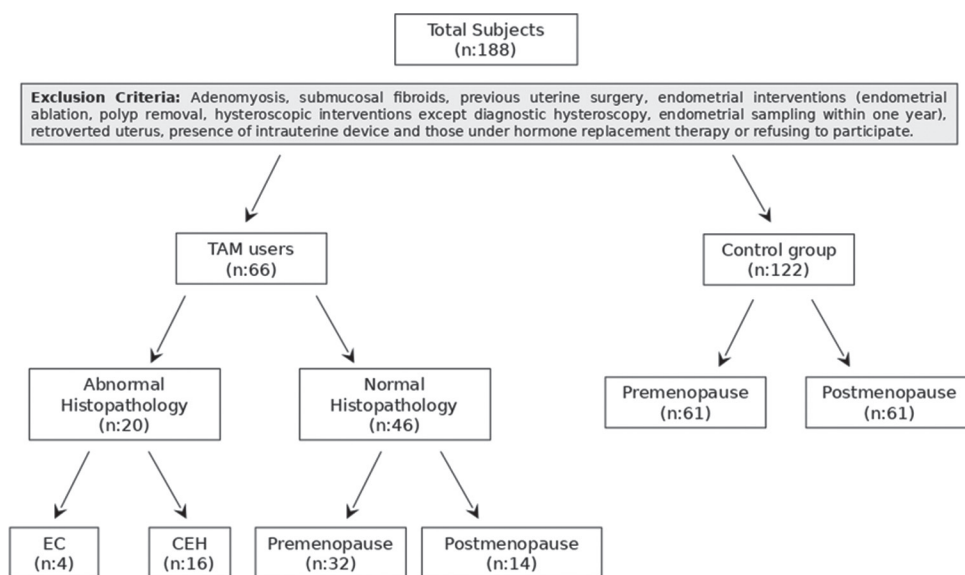 Total Subjects
(n:188)
Exclusion Criteria: Adenomyosis, submucosal fibroids, previous uterine surgery, endometrial interventions (endometrial
ablation, polyp removal, hysteroscopic interventions except diagnostic hysteroscopy, endometrial sampling within one year),
retroverted uterus, presence of intrauterine device and those under hormone replacement therapy or refusing to participate.
TAM users
(n:66)
Control group
(n:122)
Abnormal
Histopathology
(n:20)
Normal
Histopathology
(n:46)
Premenopause
(n:61)
Postmenopause
(n:61)
EC
(n:4)
CEH
(n:16)
Premenopause
(n:32)
Postmenopause
(n:14)